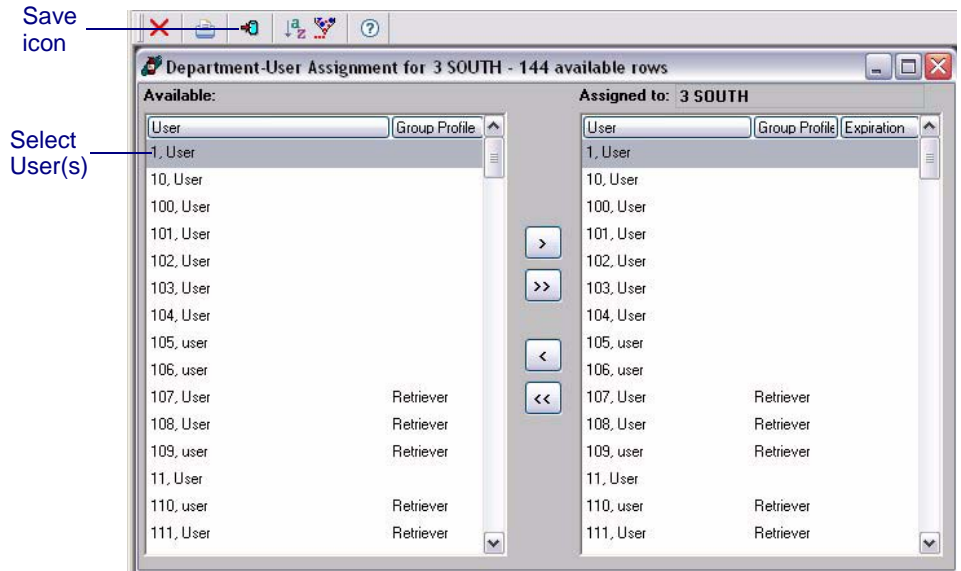 Save
icon
Department-User Assignment for 3 SOUTH - 144 available rows
Available:
Assigned to: 3 SOUTH
Select
User(s)
User Group Profile
User Group Profile Expiration
1, User
1, User
10, User
10, User
100, User
100, User
101, User
101, User
102, User
102, User
103, User
103, User
104, User
104, User
105, user
105, user
106, user
106, user
107, User Retriever
107, User Retriever
108, User Retriever
108, User Retriever
109, user Retriever
109, user Retriever
11, User
11, User
110, user Retriever
110, user Retriever
111, User Retriever
111, User Retriever
>
>>
<
<<